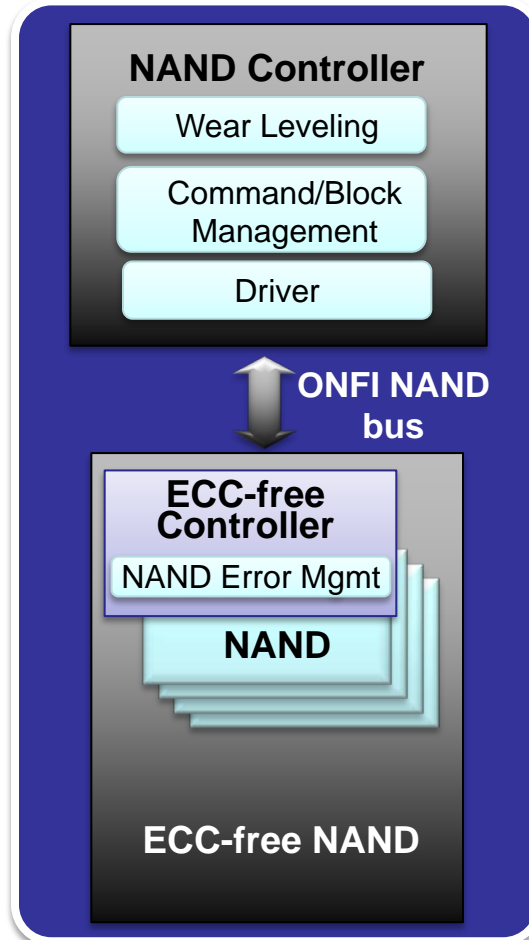 NAND Controller
Wear Leveling
Command/Block
Management
Driver
ONFI NAND
bus
ECC-free
Controller
NAND Error Mgmt
NAND
ECC-free NAND